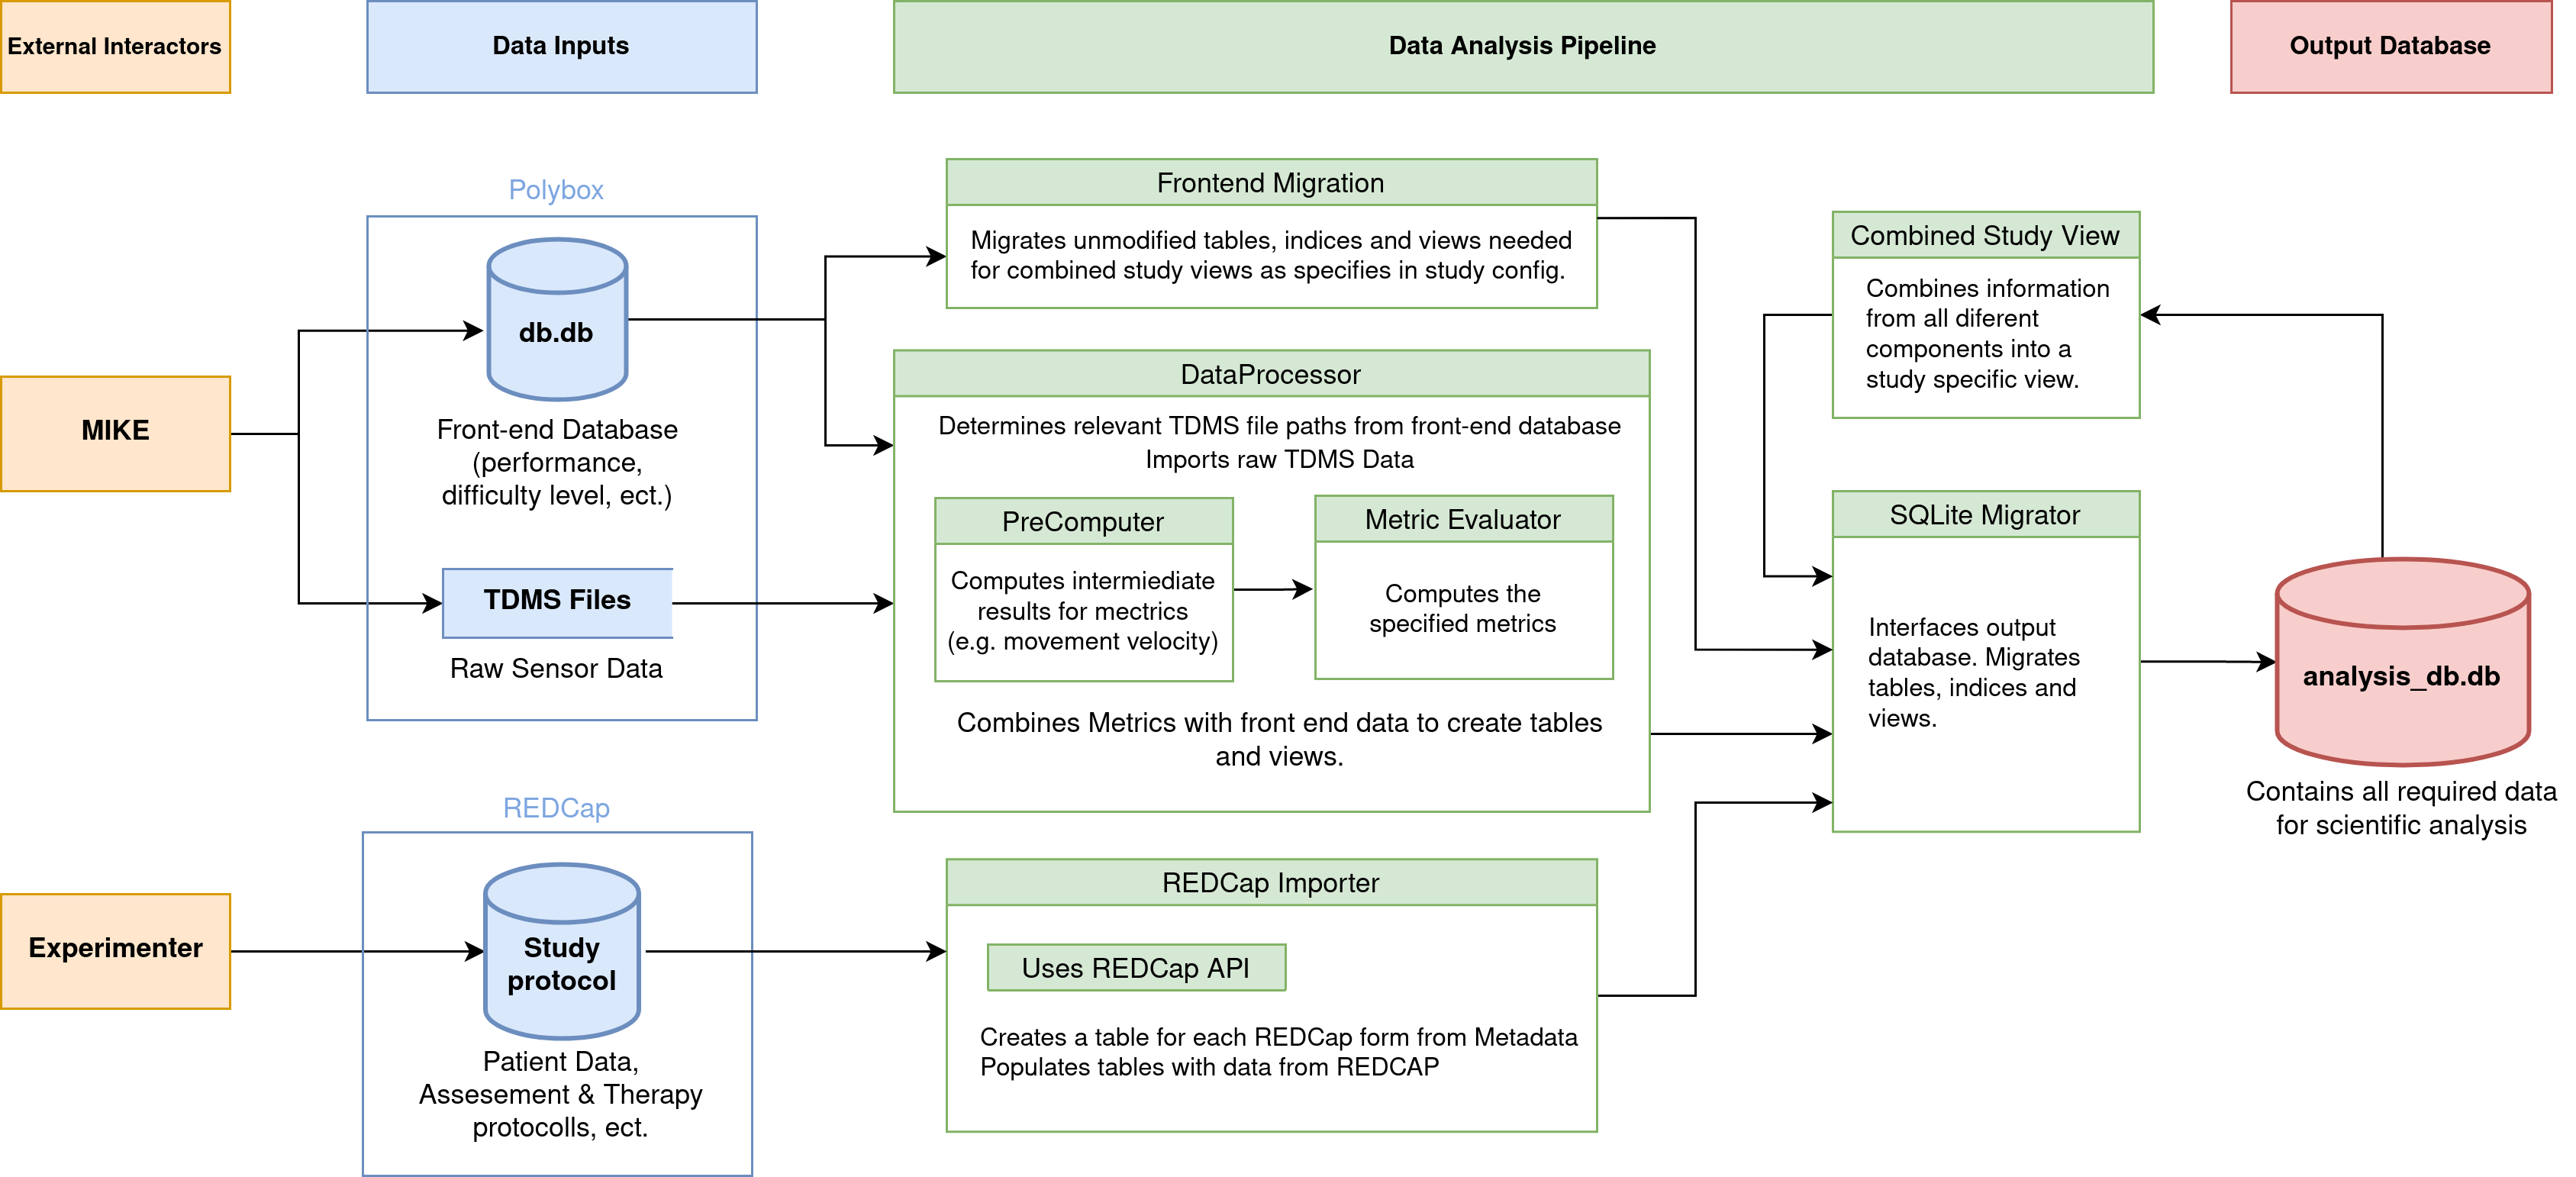 External Interactors
Data Inputs
Data Analysis Pipeline
Output Database
MIKE
Experimenter
Polybox
db.db
Front-end Database
(performance,
difficulty level, ect.)
TDMS Files
Raw Sensor Data
REDCap
Study
protocol
Patient Data,
Assesement & Therapy
protocolls, ect.
Frontend Migration
Migrates unmodified tables, indices and views needed
for combined study views as specifies in study config.
DataProcessor
Determines relevant TDMS file paths from front-end database
Imports raw TDMS Data
PreComputer
Computes intermiediate
results for mectrics
(e.g. movement velocity)
Metric Evaluator
Computes the
specified metrics
Combines Metrics with front end data to create tables
and views.
REDCap Importer
Uses REDCap API
Creates a table for each REDCap form from Metadata
Populates tables with data from REDCAP
Combined Study View
Combines information
from all diferent
components into a
study specific view.
SQLite Migrator
Interfaces output
database. Migrates
tables, indices and
views.
analysis_db.db
Contains all required data
for scientific analysis